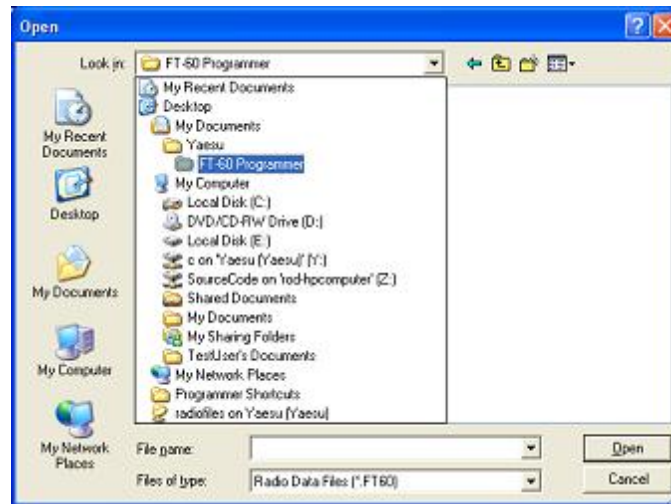 Open
Look in: FT-60 Programmer
My Recent Documents
Desktop
My Documents
Yaesu
FT-60 Programmer
My Computer
Local Disk (C:)
DVD/CD-RW Drive (D:)
Local Disk (E:)
c on 'Yaesu (Yaesu)' (Y:)
SourceCode on 'rod-hpcomputer' (Z:)
Shared Documents
My Documents
My Sharing Folders
TestUser's Documents
My Network Places
Programmer Shortcuts
radiofiles on Yaesu (Yaesu)
My Recent
Documents
Desktop
My Documents
My Computer
My Network
Places
File name:
Open
Files of type: Radio Data Files (*.FT60)
Cancel